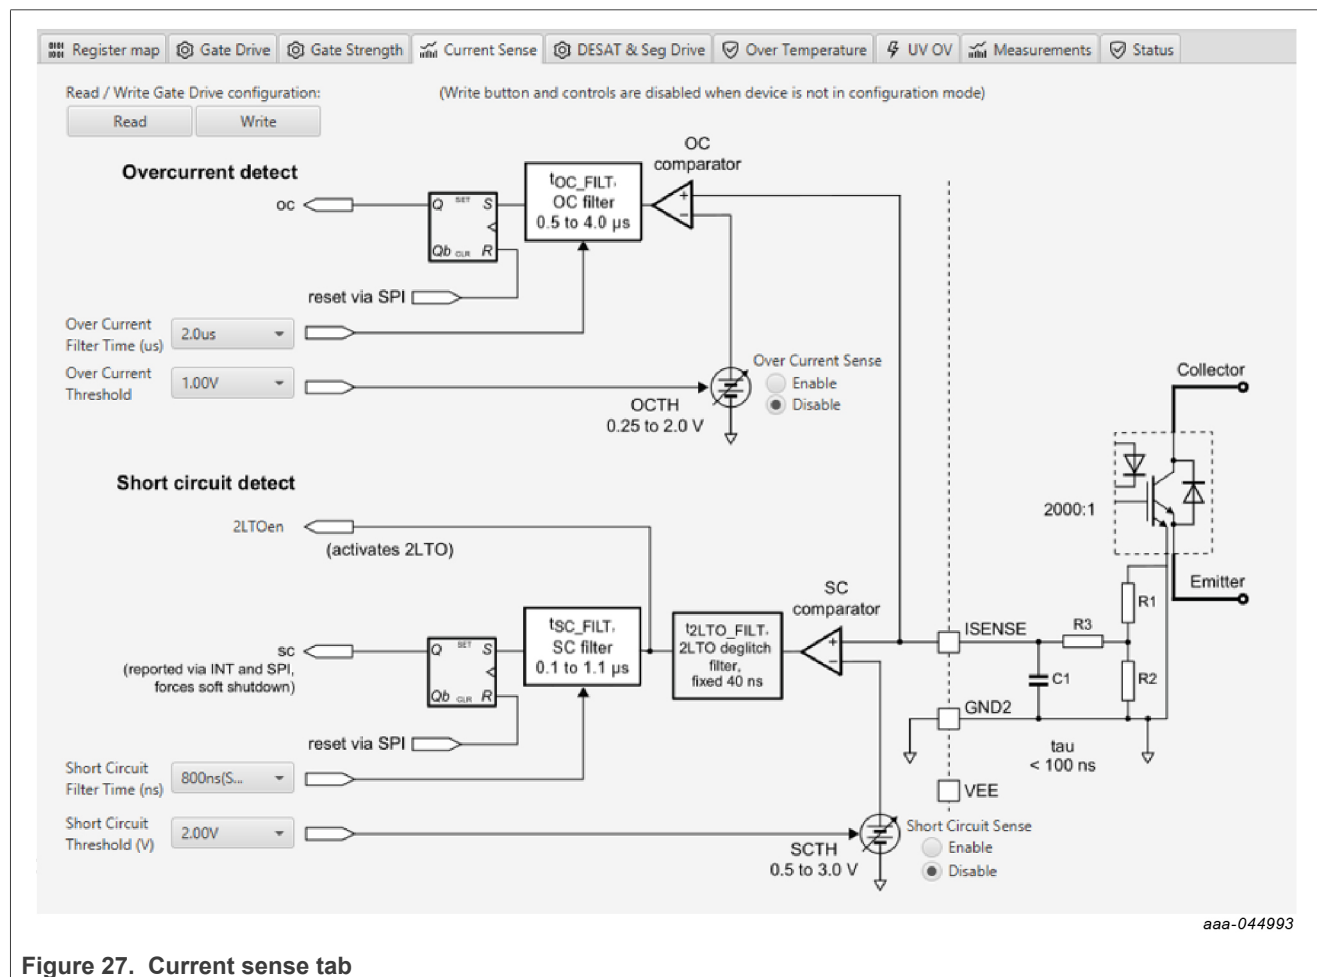 Register map
Gate Drive
Gate Strength
Current Sense
DESAT & Seg Drive
Over Temperature
UV OV
Measurements
Status
Read / Write Gate Drive configuration:
(Write button and controls are disabled when device is not in configuration mode)
Read
Write
Overcurrent detect
OC
comparator
tOC_FILT,
OC filter
0.5 to 4.0 µs
+
−
oc
Q
SET
S
Qb
CLR
R
reset via SPI
Over Current
Filter Time (us)
2.0us
Over Current
Threshold
1.00V
OCTH
0.25 to 2.0 V
Over Current Sense
Enable
Disable
Collector
2000:1
Emitter
R1
R3
R2
C1
tau
< 100 ns
ISENSE
GND2
VEE
Short circuit detect
2LTOen
(activates 2LTO)
SC
comparator
+
−
t2LTO_FILT,
2LTO deglitch
filter,
fixed 40 ns
tSC_FILT,
SC filter
0.1 to 1.1 µs
sc
(reported via INT and SPI,
forces soft shutdown)
Q
SET
S
Qb
CLR
R
reset via SPI
Short Circuit
Filter Time (ns)
800ns(S...
Short Circuit
Threshold (V)
2.00V
SCTH
0.5 to 3.0 V
Short Circuit Sense
Enable
Disable
aaa-044993
Figure 27. Current sense tab